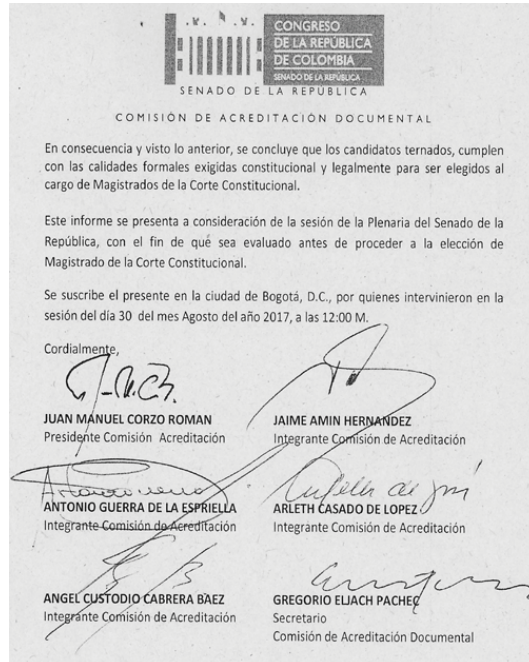 CONGRESO
DE LA REPÚBLICA
DE COLOMBIA
SENADO DE LA REPÚBLICA
SENADO DE LA REPÚBLICA
COMISIÓN DE ACREDITACIÓN DOCUMENTAL
En consecuencia y visto lo anterior, se concluye que los candidatos ternados, cumplen
con las calidades formales exigidas constitucional y legalmente para ser elegidos al
cargo de Magistrados de la Corte Constitucional.
Este informe se presenta a consideración de la sesión de la Plenaria del Senado de la
República, con el fin de qué sea evaluado antes de proceder a la elección de
Magistrado de la Corte Constitucional.
Se suscribe el presente en la ciudad de Bogotá, D.C., por quienes intervinieron en la
sesión del día 30 del mes Agosto del año 2017, a las 12:00 M.
Cordialmente,
JUAN MANUEL CORZO ROMAN
Presidente Comisión Acreditación
JAIME AMIN HERNANDEZ
Integrante Comisión de Acreditación
ANTONIO GUERRA DE LA ESPRIELLA
Integrante Comisión de Acreditación
ARLETH CASADO DE LOPEZ
Integrante Comisión de Acreditación
ANGEL CUSTODIO CABRERA BAEZ
Integrante Comisión de Acreditación
GREGORIO ELJACH PACHEC
Secretario
Comisión de Acreditación Documental